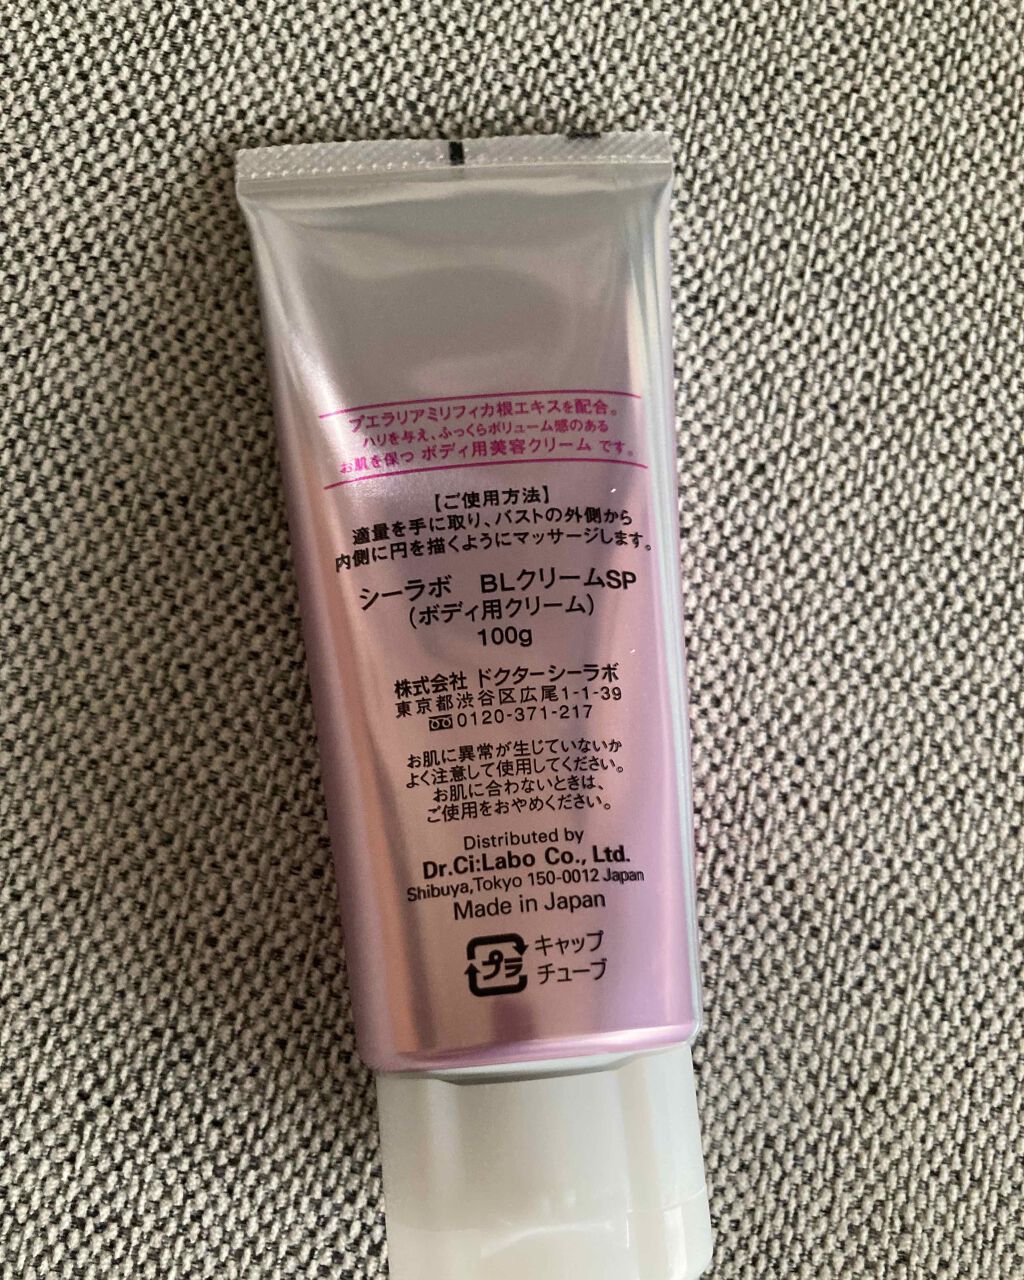 プエラリアミリフィカ根エキスを配合。
ハリを与え、ふっくらボリューム感のある
お肌を保つ ボディ用美容クリーム です。
【ご使用方法】
適量を手に取り、バストの外側から
内側に円を描くようにマッサージします。
シーラボ BLクリームSP
(ボディ用クリーム)
100g
株式会社 ドクターシーラボ
東京都渋谷区広尾1-1-39
0120-371-217
お肌に異常が生じていないか
よく注意して使用してください。
お肌に合わないときは、
ご使用をおやめください。
Distributed by
Dr.Ci:Labo Co., Ltd.
Shibuya,Tokyo 150-0012 Japan
Made in Japan
プラ キャップ
チューブ